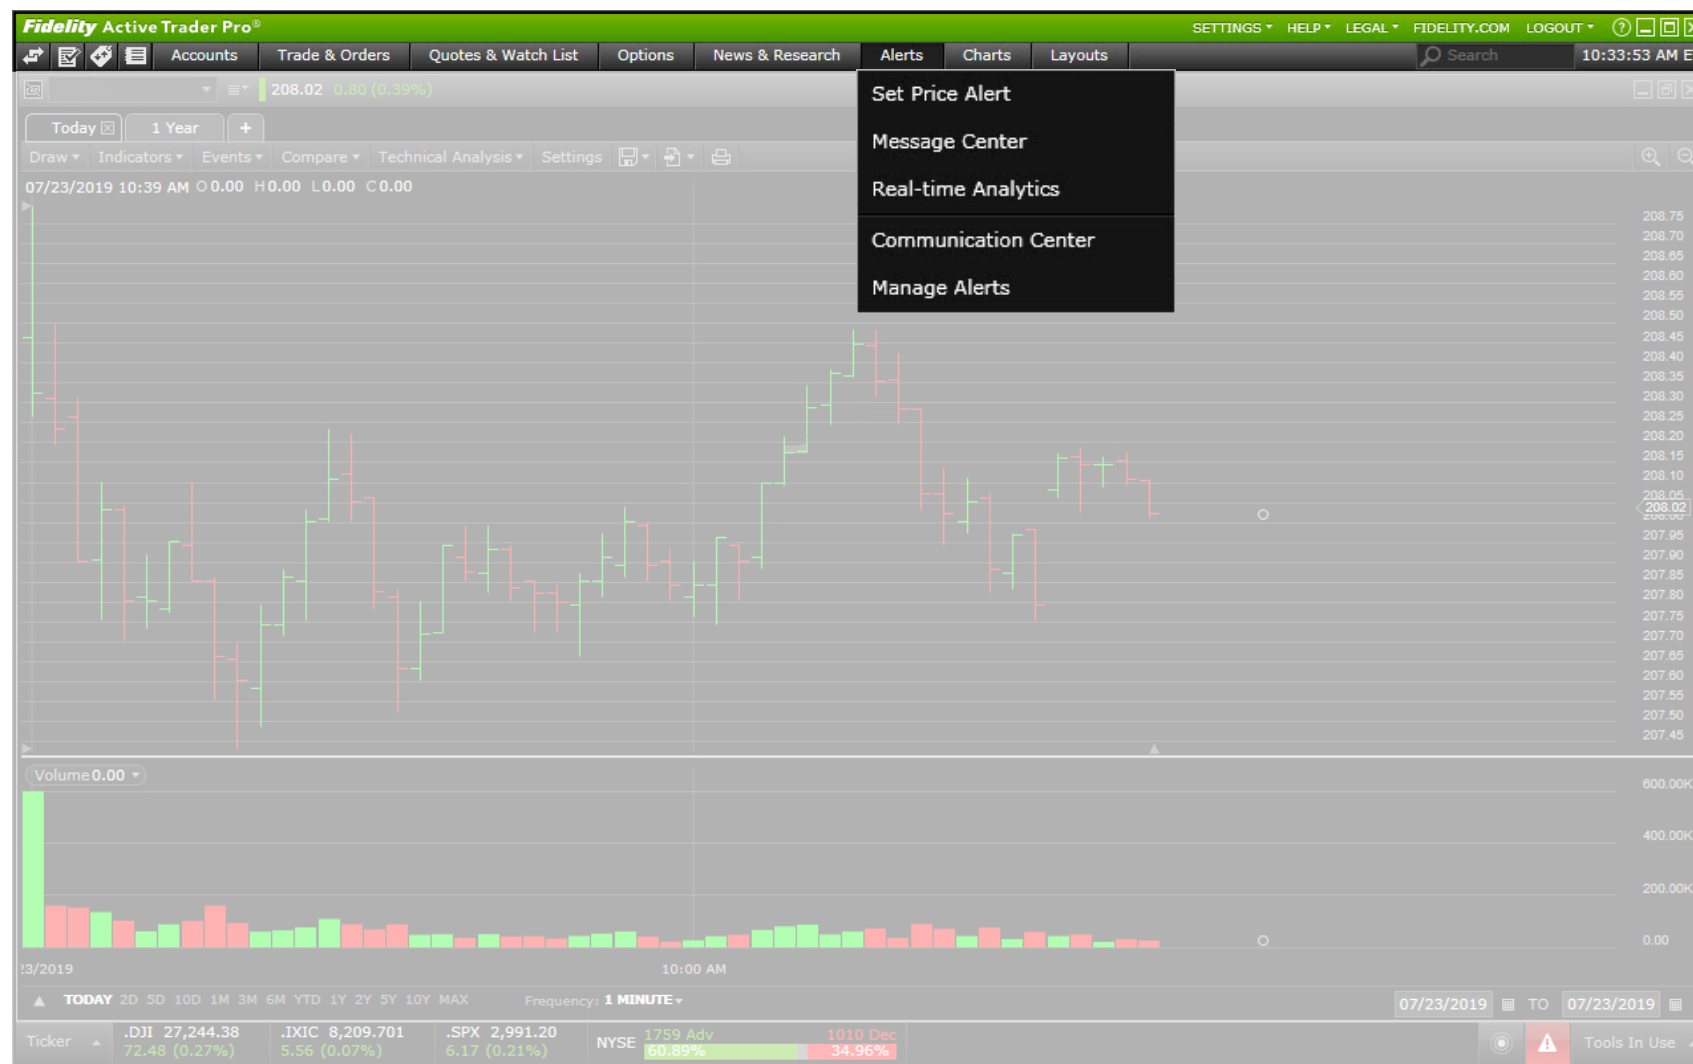 Fidelity Active Trader Pro® SETTINGS HELP LEGAL FIDELITY.COM LOGOUT ?
Accounts Trade & Orders Quotes & Watch List Options News & Research Alerts Charts Layouts Search 10:33:53 AM E
208.02 0.80 (0.39%)
Set Price Alert
Message Center
Real-time Analytics
Communication Center
Manage Alerts
Today 1 Year +
Draw Indicators Events Compare Technical Analysis Settings
07/23/2019 10:39 AM O 0.00 H 0.00 L 0.00 C 0.00
208.75
208.70
208.65
208.60
208.55
208.50
208.45
208.40
208.35
208.30
208.25
208.20
208.15
208.10
208.05
208.02
207.95
207.90
207.85
207.80
207.75
207.70
207.65
207.60
207.55
207.50
207.45
Volume 0.00
600.00K
400.00K
200.00K
0.00
23/2019 10:00 AM
TODAY 2D 5D 10D 1M 3M 6M YTD 1Y 2Y 5Y 10Y MAX Frequency: 1 MINUTE 07/23/2019 TO 07/23/2019
Ticker .DJI 27,244.38 .IXIC 8,209.701 .SPX 2,991.20 NYSE 1759 Adv 1010 Dec Tools In Use
72.48 (0.27%) 5.56 (0.07%) 6.17 (0.21%) 60.89% 34.96%